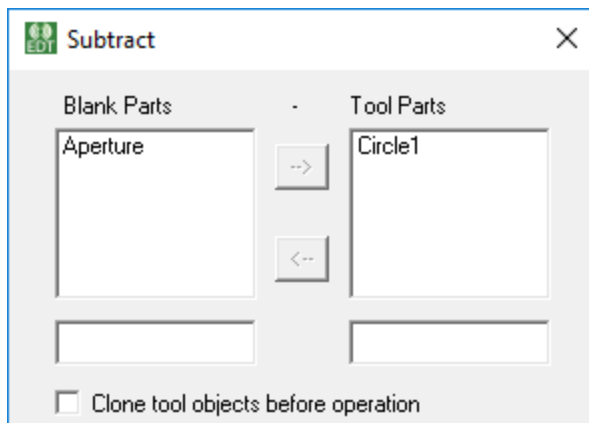 EDT Subtract
Blank Parts - Tool Parts
Aperture Circle1
-->
<--
Clone tool objects before operation